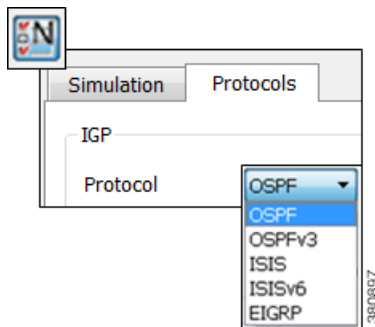 N
Simulation Protocols
IGP
Protocol OSPF
OSPF
OSPFv3
ISIS
ISISv6
EIGRP
380897